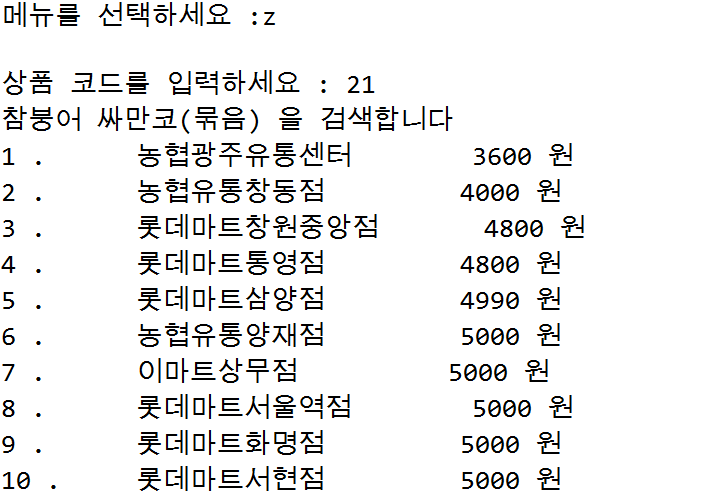 메뉴를 선택하세요 :z
상품 코드를 입력하세요 : 21
참붕어 싸만코(묶음) 을 검색합니다
1 . 농협광주유통센터 3600 원
2 . 농협유통창동점 4000 원
3 . 롯데마트창원중앙점 4800 원
4 . 롯데마트통영점 4800 원
5 . 롯데마트삼양점 4990 원
6 . 농협유통양재점 5000 원
7 . 이마트상무점 5000 원
8 . 롯데마트서울역점 5000 원
9 . 롯데마트화명점 5000 원
10 . 롯데마트서현점 5000 원